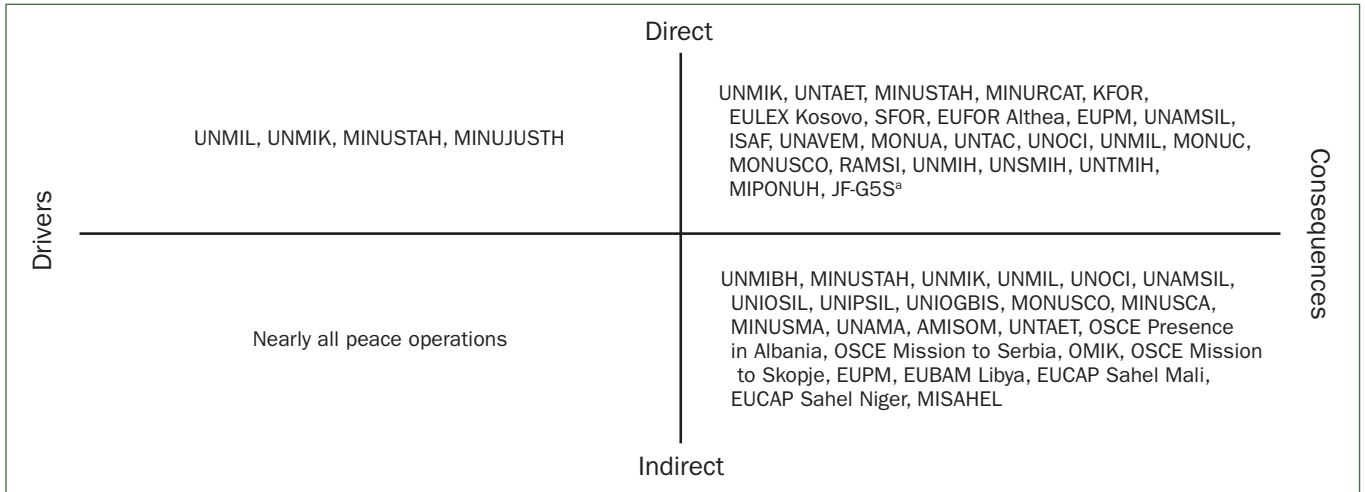 Direct
UNMIL, UNMIK, MINUSTAH, MINUJUSTH
UNMIK, UNTAET, MINUSTAH, MINURCAT, KFOR,
EULEX Kosovo, SFOR, EUFOR Althea, EUPM, UNAMSIL,
ISAF, UNAVEM, MONUA, UNTAC, UNOCI, UNMIL, MONUC,
MONUSCO, RAMSI, UNMIH, UNSMIH, UNTMIH,
MIPONUH, JF-G5Sᵃ
Drivers
Consequences
Nearly all peace operations
UNMIBH, MINUSTAH, UNMIK, UNMIL, UNOCI, UNAMSIL,
UNIOSIL, UNIPSIL, UNIOGBIS, MONUSCO, MINUSCA,
MINUSMA, UNAMA, AMISOM, UNTAET, OSCE Presence
in Albania, OSCE Mission to Serbia, OMIK, OSCE Mission
to Skopje, EUPM, EUBAM Libya, EUCAP Sahel Mali,
EUCAP Sahel Niger, MISAHEL
Indirect